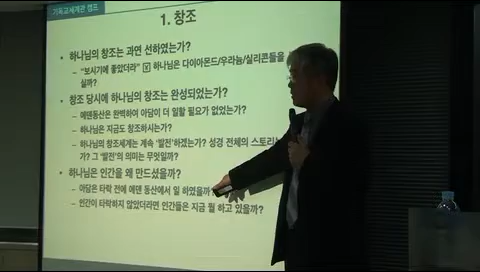 기독교세계관 캠프
1. 창조
• 하나님의 창조는 과연 선하였는가?
– "보시기에 좋았더라" 하나님은 다이아몬드/우라늄/실리콘들을
실까?
• 창조 당시에 하나님의 창조는 완성되었는가?
– 에덴동산은 완벽하여 아담이 더 일할 필요가 없었는가?
– 하나님은 지금도 창조하시는가?
– 하나님의 창조세계는 계속 '발전'하겠는가? 성경 전체의 스토리는
가? 그 '발전'의 의미는 무엇일까?
• 하나님은 인간을 왜 만드셨을까?
– 아담은 타락 전에 에덴 동산에서 일 하였을까?
– 인간이 타락하지 않았더라면 인간들은 지금 뭘 하고 있을까?